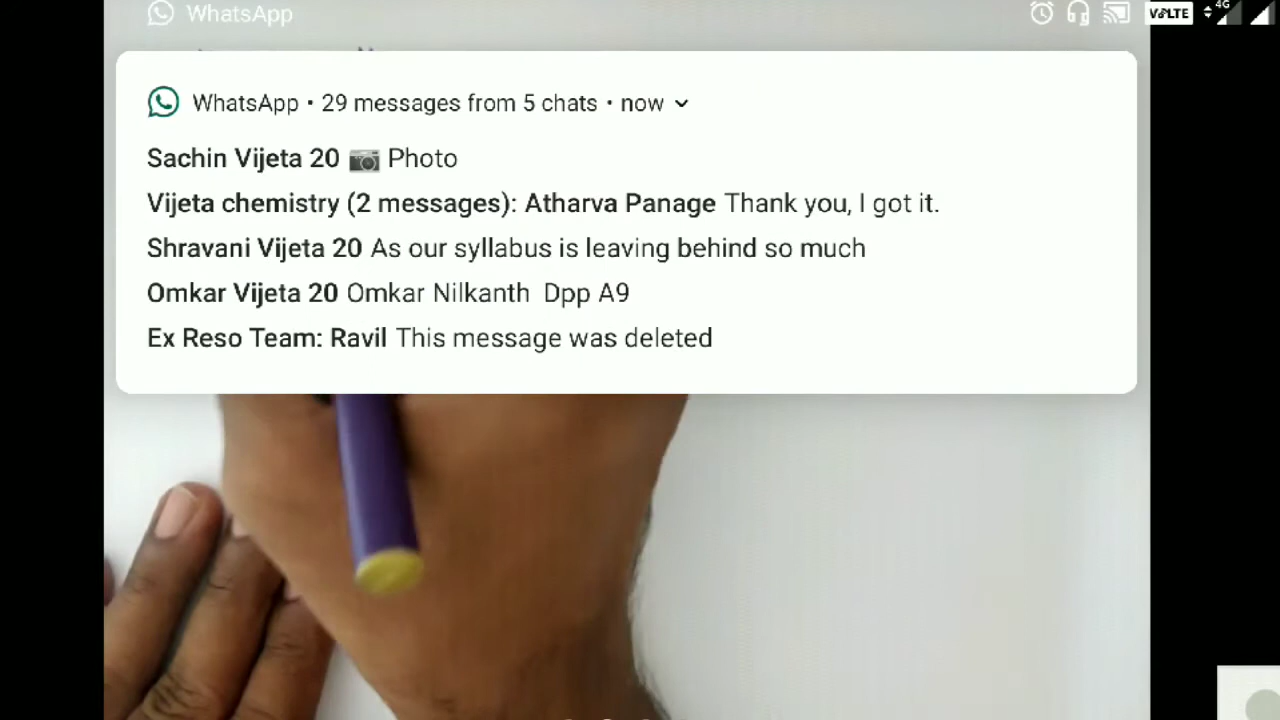 WhatsApp
VoLTE 4G
WhatsApp • 29 messages from 5 chats • now
Sachin Vijeta 20 📷 Photo
Vijeta chemistry (2 messages): Atharva Panage Thank you, I got it.
Shravani Vijeta 20 As our syllabus is leaving behind so much
Omkar Vijeta 20 Omkar Nilkanth Dpp A9
Ex Reso Team: Ravil This message was deleted